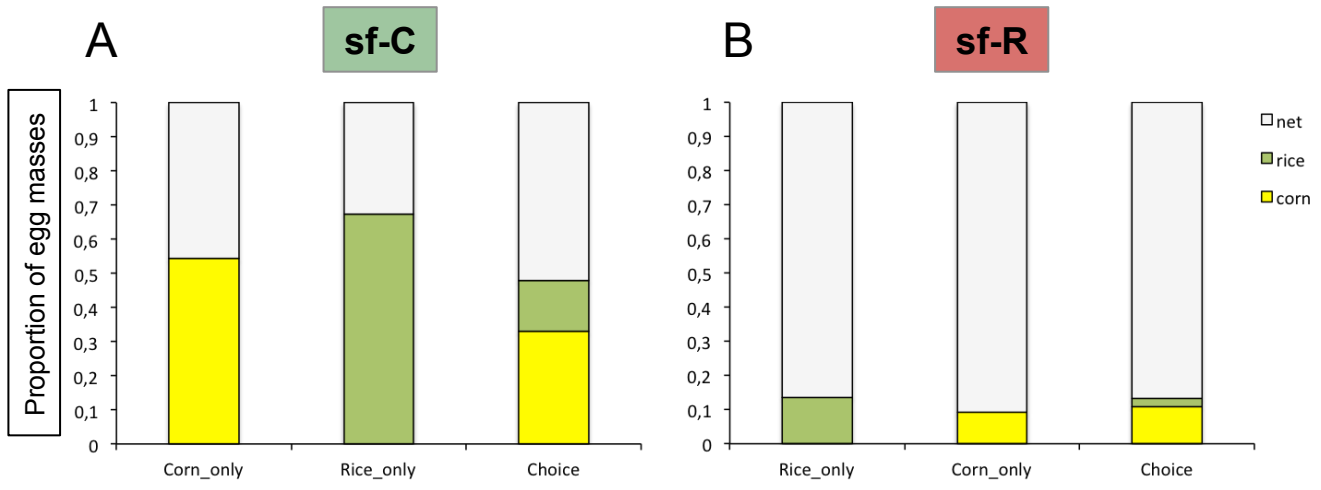 A
sf-C
B
sf-R
Proportion of egg masses
1
0,9
0,8
0,7
0,6
0,5
0,4
0,3
0,2
0,1
0
Corn_only
Rice_only
Choice
1
0,9
0,8
0,7
0,6
0,5
0,4
0,3
0,2
0,1
0
Rice_only
Corn_only
Choice
net
rice
corn